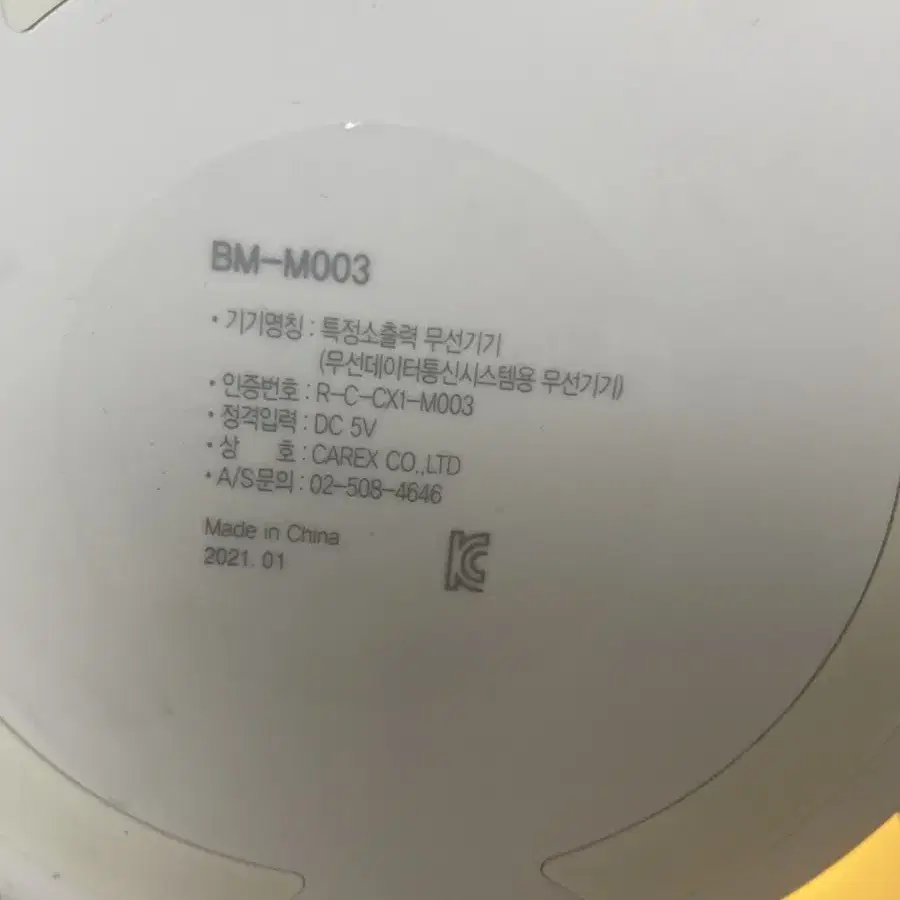 BM-M003
• 기기명칭 : 특정소출력 무선기기
(무선데이터통신시스템용 무선기기)
• 인증번호 : R-C-CX1-M003
• 정격입력 : DC 5V
• 상 호 : CAREX CO.,LTD
• A/S문의 : 02-508-4646
Made in China
2021. 01
KC